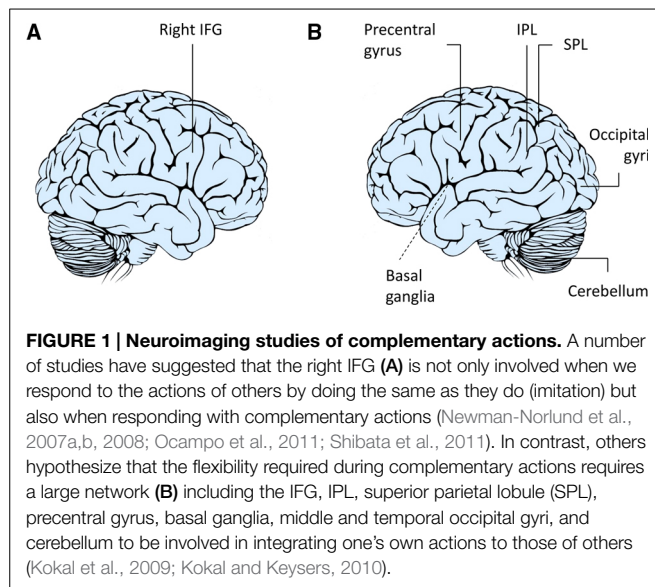 A
Right IFG
B
Precentral
gyrus
IPL
SPL
Occipital
gyri
Basal
ganglia
Cerebellum
FIGURE 1 | Neuroimaging studies of complementary actions. A number
of studies have suggested that the right IFG (A) is not only involved when we
respond to the actions of others by doing the same as they do (imitation) but
also when responding with complementary actions (Newman-Norlund et al.,
2007a,b, 2008; Ocampo et al., 2011; Shibata et al., 2011). In contrast, others
hypothesize that the flexibility required during complementary actions requires
a large network (B) including the IFG, IPL, superior parietal lobule (SPL),
precentral gyrus, basal ganglia, middle and temporal occipital gyri, and
cerebellum to be involved in integrating one's own actions to those of others
(Kokal et al., 2009; Kokal and Keysers, 2010).